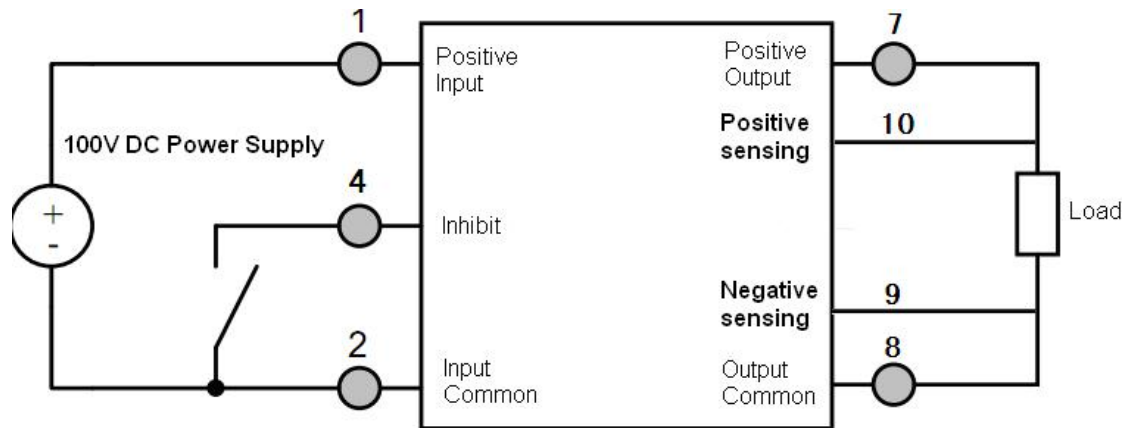 1
7
Positive
Input
Positive
Output
100V DC Power Supply
Positive
sensing
10
4
Inhibit
Load
+
-
Negative
sensing
9
2
8
Input
Common
Output
Common